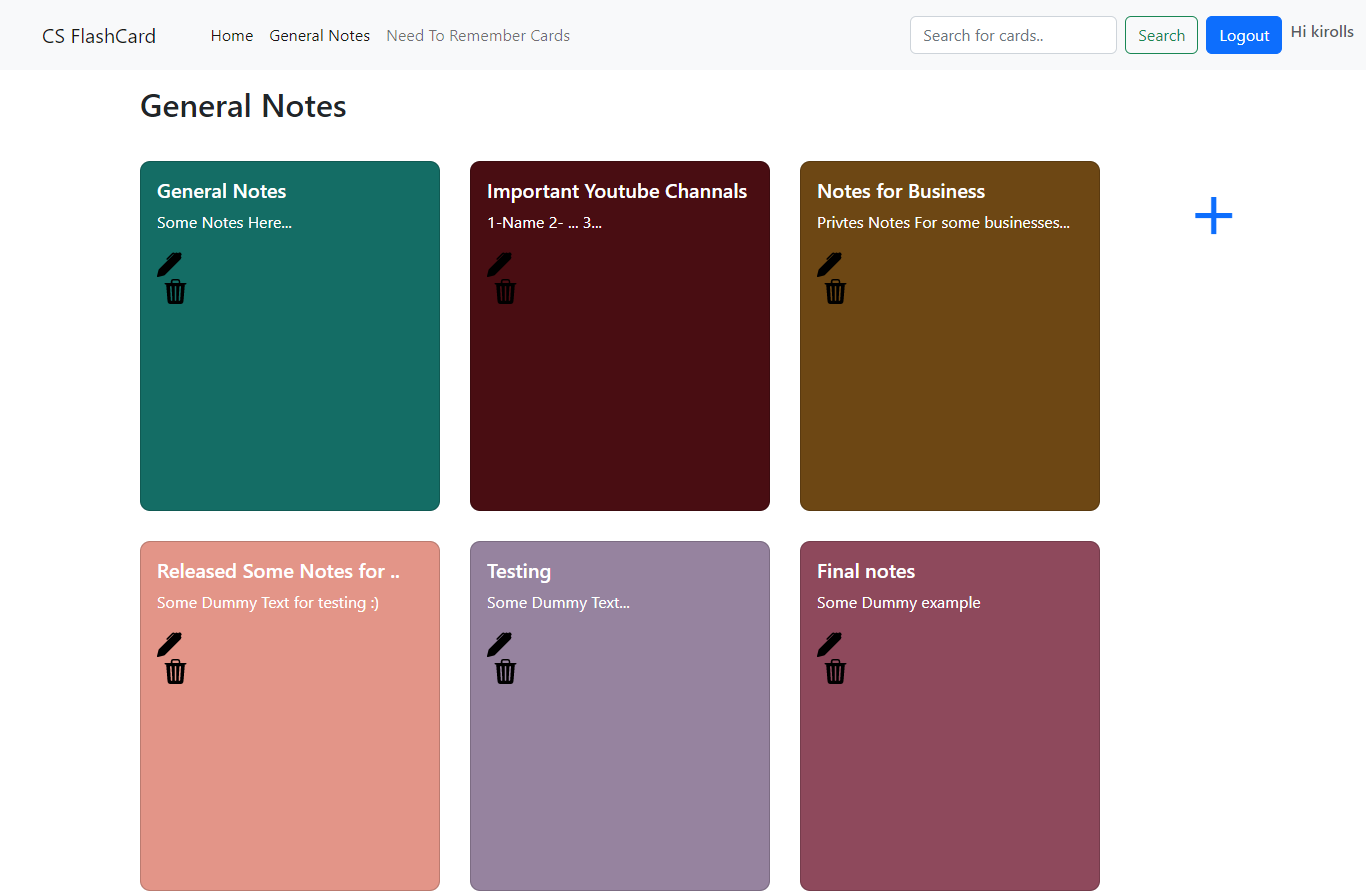 CS FlashCard Home General Notes Need To Remember Cards Search for cards.. Search Logout Hi kirolls
General Notes
General Notes
Some Notes Here...
Important Youtube Channals
1-Name 2- ... 3...
Notes for Business
Privtes Notes For some businesses...
Released Some Notes for ..
Some Dummy Text for testing :)
Testing
Some Dummy Text...
Final notes
Some Dummy example